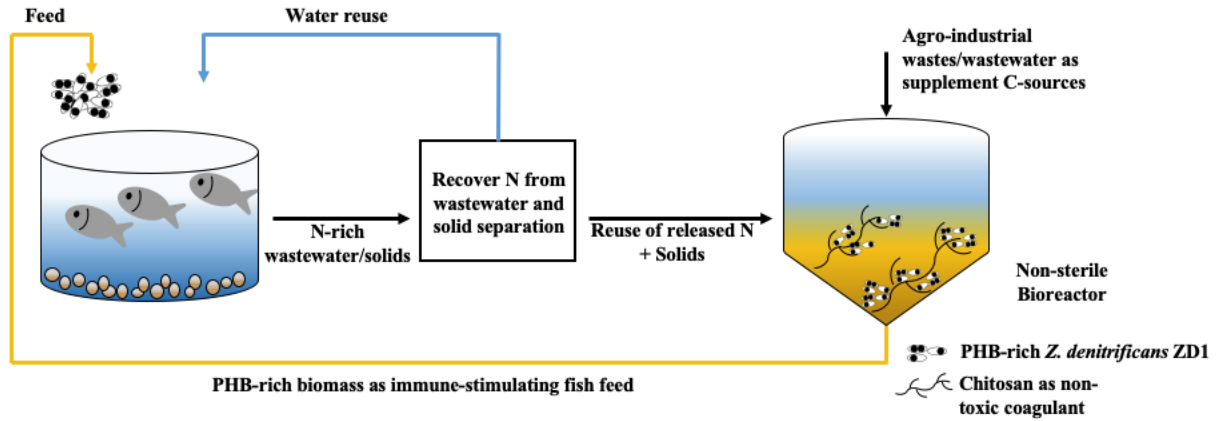 Feed
Water reuse
Agro-industrial
wastes/wastewater as
supplement C-sources
Recover N from
wastewater and
solid separation
N-rich
wastewater/solids
Reuse of released N
+ Solids
Non-sterile
Bioreactor
PHB-rich Z. denitrificans ZD1
PHB-rich biomass as immune-stimulating fish feed
Chitosan as non-
toxic coagulant